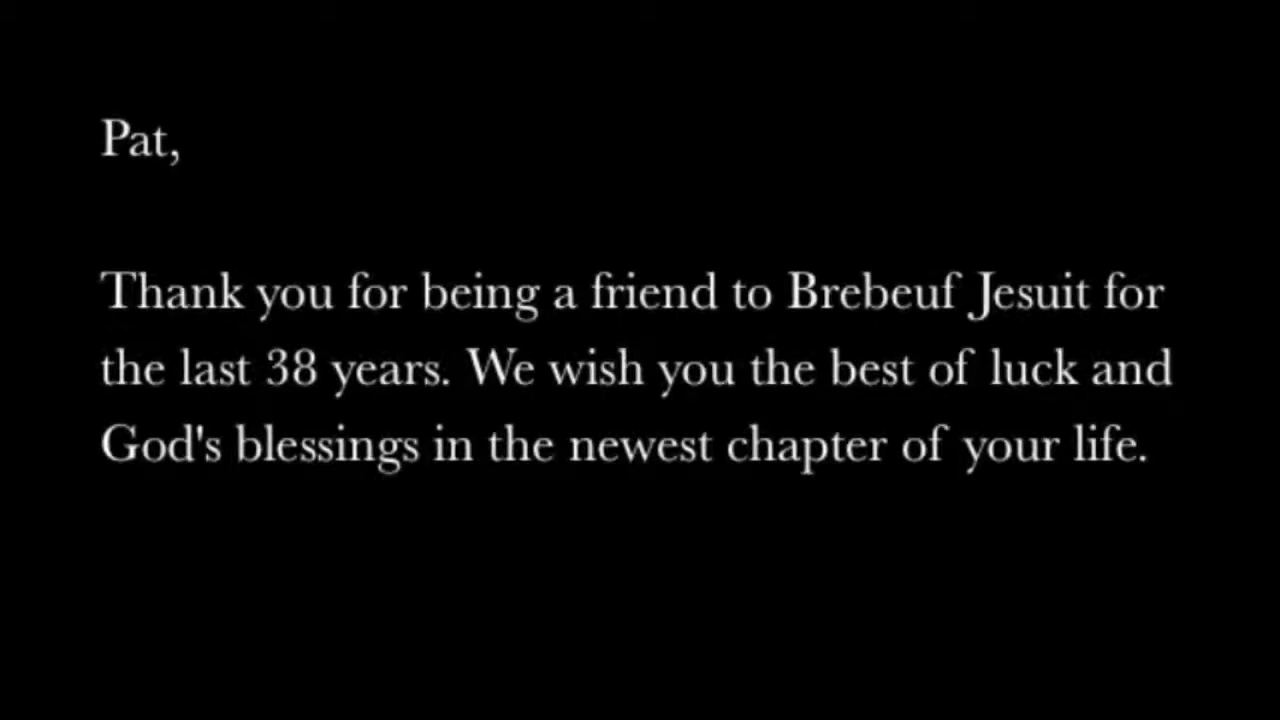 Pat,
Thank you for being a friend to Brebeuf Jesuit for
the last 38 years. We wish you the best of luck and
God's blessings in the newest chapter of your life.